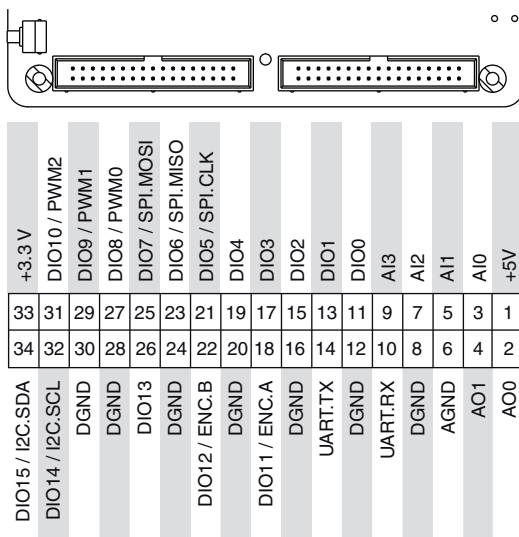 +3.3 V
DIO10 / PWM2
DIO9 / PWM1
DIO8 / PWM0
DIO7 / SPI.MOSI
DIO6 / SPI.MISO
DIO5 / SPI.CLK
DIO4
DIO3
DIO2
DIO1
DIO0
AI3
AI2
AI1
AI0
+5V
33 31 29 27 25 23 21 19 17 15 13 11 9 7 5 3 1
34 32 30 28 26 24 22 20 18 16 14 12 10 8 6 4 2
DIO15 / I2C.SDA
DIO14 / I2C.SCL
DGND
DGND
DIO13
DGND
DIO12 / ENC.B
DGND
DIO11 / ENC.A
DGND
UART.TX
DGND
UART.RX
DGND
AGND
AO1
AO0